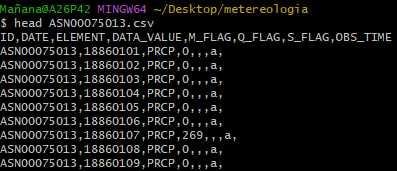 Mañana@A26P42 MINGW64 ~/Desktop/metereologia
$ head ASN00075013.csv
ID,DATE,ELEMENT,DATA_VALUE,M_FLAG,Q_FLAG,S_FLAG,OBS_TIME
ASN00075013,18860101,PRCP,0,,,a,
ASN00075013,18860102,PRCP,0,,,a,
ASN00075013,18860103,PRCP,0,,,a,
ASN00075013,18860104,PRCP,0,,,a,
ASN00075013,18860105,PRCP,0,,,a,
ASN00075013,18860106,PRCP,0,,,a,
ASN00075013,18860107,PRCP,269,,,a,
ASN00075013,18860108,PRCP,0,,,a,
ASN00075013,18860109,PRCP,0,,,a,